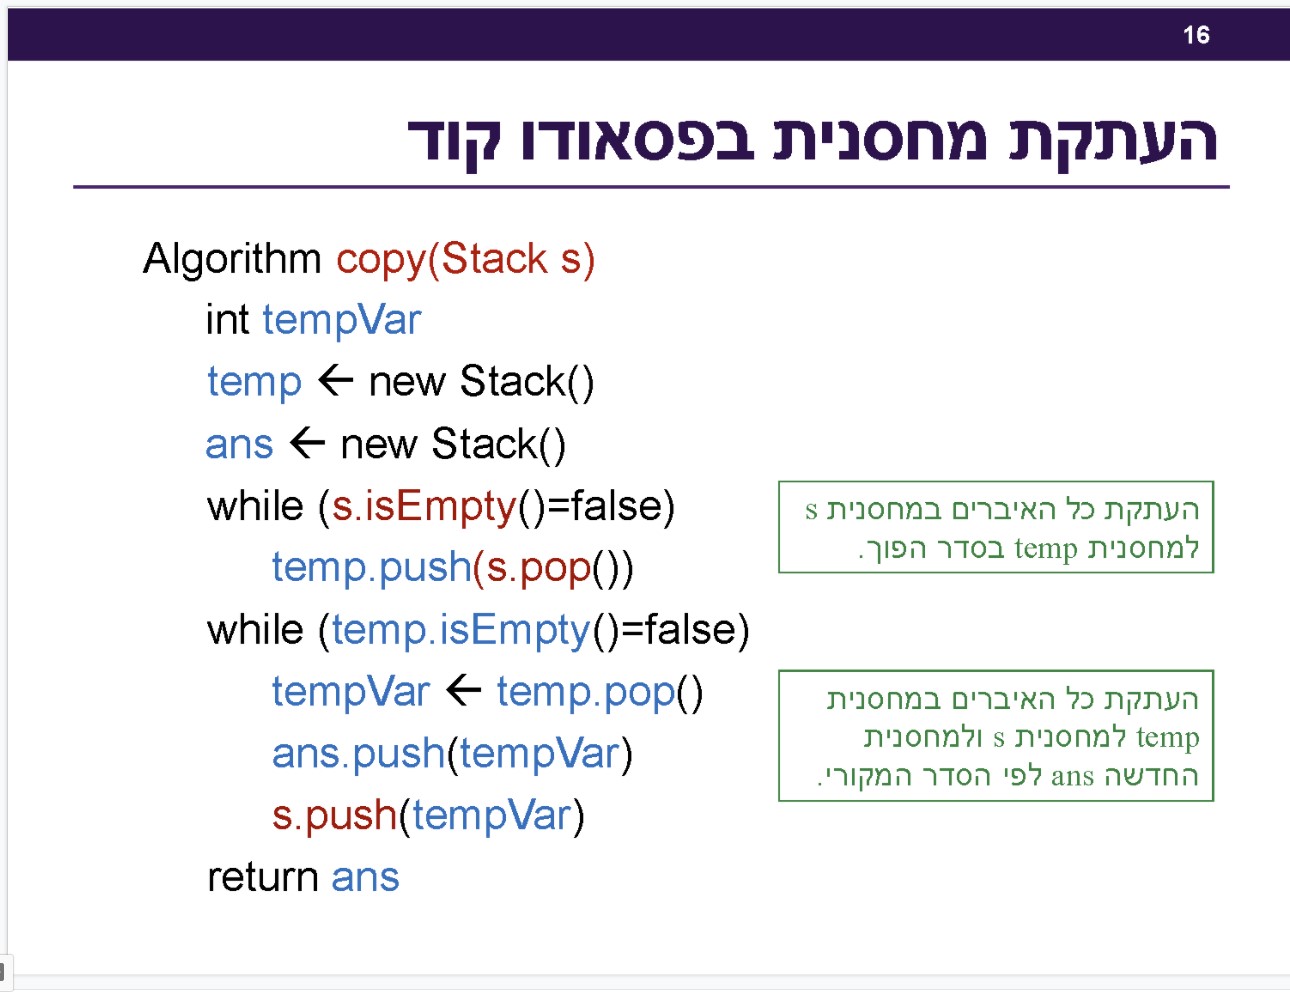 16
העתקת מחסנית בפסאודו קוד
Algorithm copy(Stack s)
int tempVar
temp ← new Stack()
ans ← new Stack()
while (s.isEmpty()=false)
temp.push(s.pop())
while (temp.isEmpty()=false)
tempVar ← temp.pop()
ans.push(tempVar)
s.push(tempVar)
return ans
העתקת כל האיברים במחסנית s
למחסנית temp בסדר הפוך.
העתקת כל האיברים במחסנית
temp למחסנית s ולמחסנית
החדשה ans לפי הסדר המקורי.